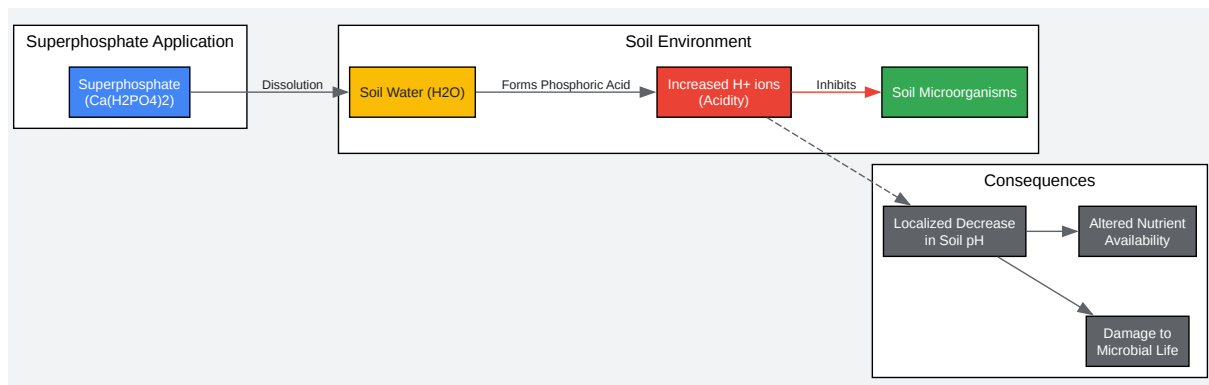 Superphosphate Application
Superphosphate
(Ca(H2PO4)2)
Dissolution
Soil Environment
Soil Water (H2O)
Forms Phosphoric Acid
Increased H+ ions
(Acidity)
Inhibits
Soil Microorganisms
Consequences
Localized Decrease
in Soil pH
Altered Nutrient
Availability
Damage to
Microbial Life